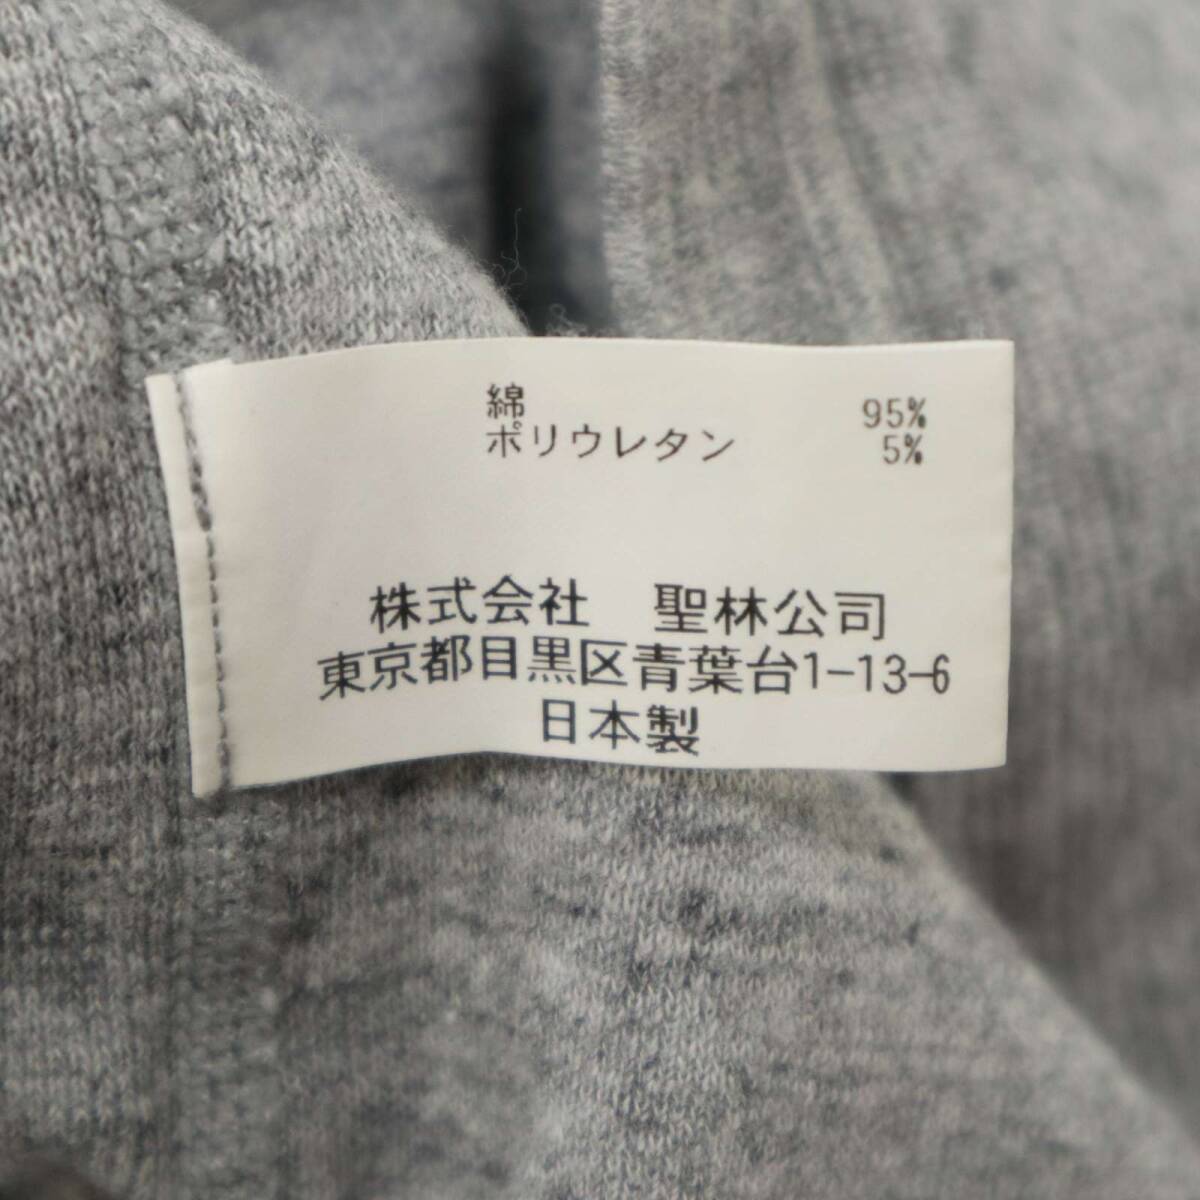 綿 95%
ポリウレタン 5%
株式会社 聖林公司
東京都目黒区青葉台1-13-6
日本製